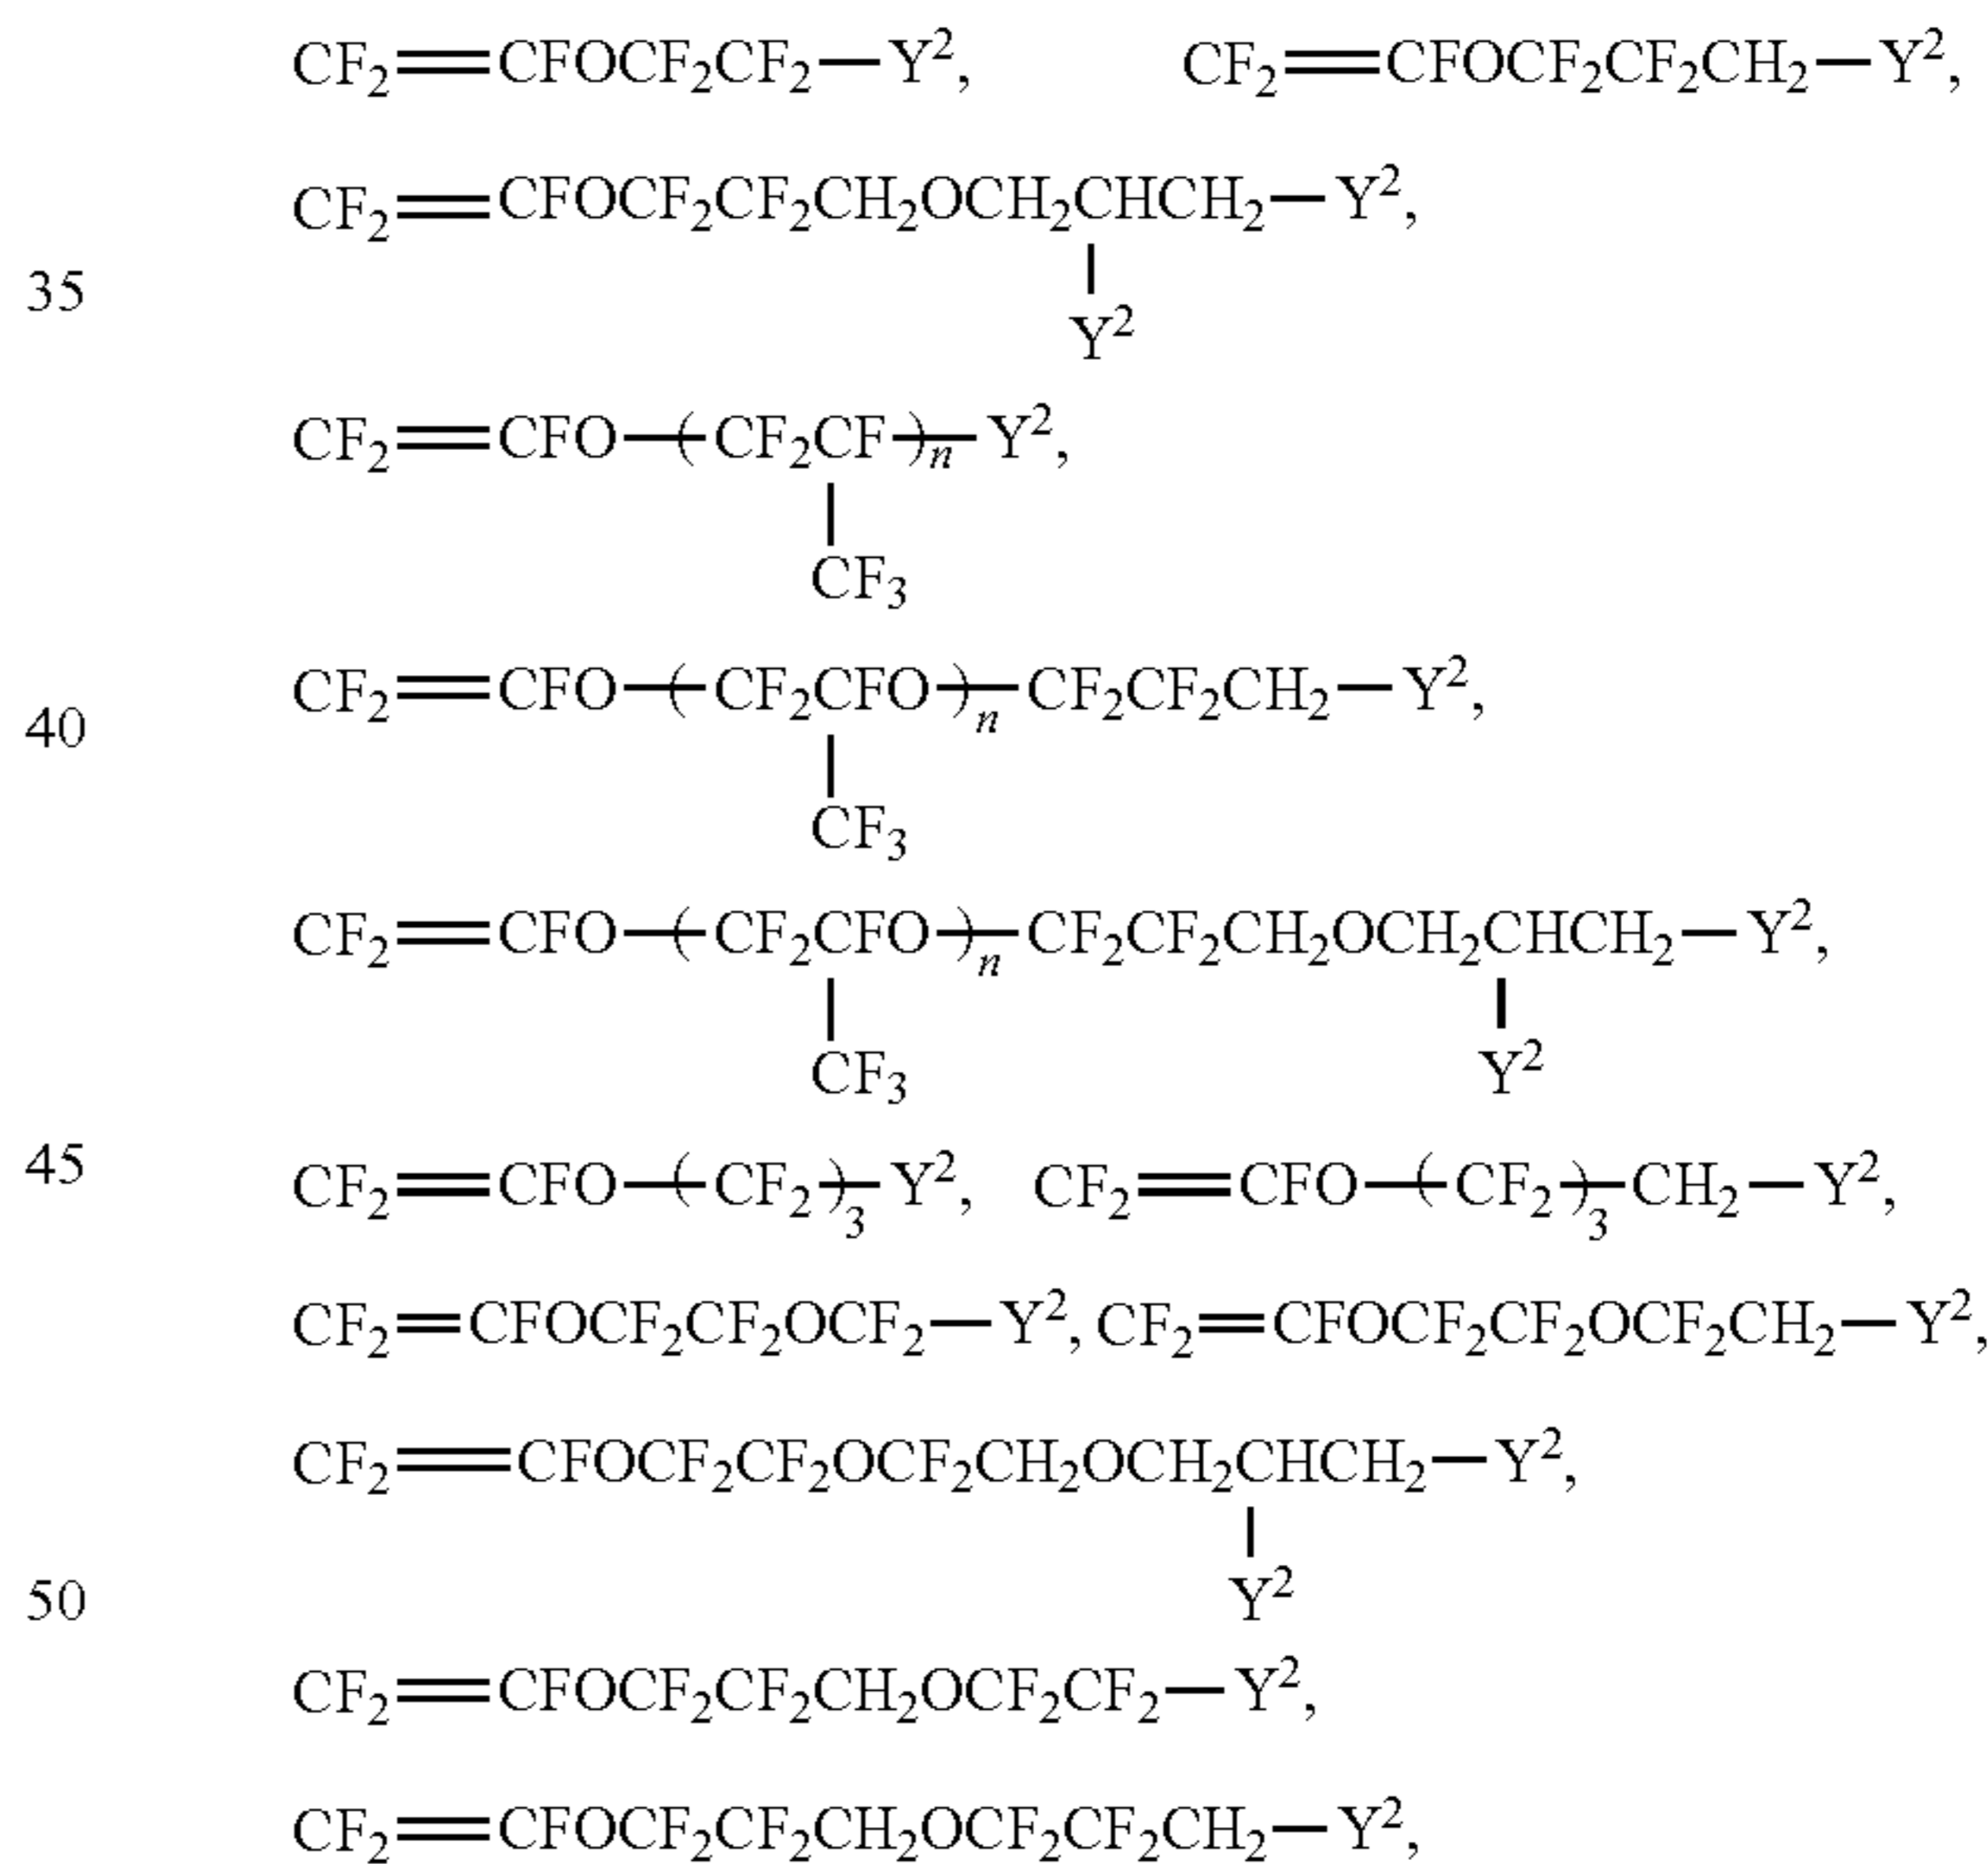 CF₂=CFOCF₂CF₂—Y², CF₂=CFOCF₂CF₂CH₂—Y²,
CF₂=CFOCF₂CF₂CH₂OCH₂CHCH₂—Y²,
35
Y²
CF₂=CFO—(CF₂CF)ₙ—Y²,
CF₃
CF₂=CFO—(CF₂CFO)ₙ—CF₂CF₂CH₂—Y²,
40
CF₃
CF₂=CFO—(CF₂CFO)ₙ—CF₂CF₂CH₂OCH₂CHCH₂—Y²,
CF₃ Y²
45 CF₂=CFO—(CF₂)₃—Y², CF₂=CFO—(CF₂)₃—CH₂—Y²,
CF₂=CFOCF₂CF₂OCF₂—Y², CF₂=CFOCF₂CF₂OCF₂CH₂—Y²,
CF₂=CFOCF₂CF₂OCF₂CH₂OCH₂CHCH₂—Y²,
50 Y²
CF₂=CFOCF₂CF₂CH₂OCF₂CF₂—Y²,
CF₂=CFOCF₂CF₂CH₂OCF₂CF₂CH₂—Y²,